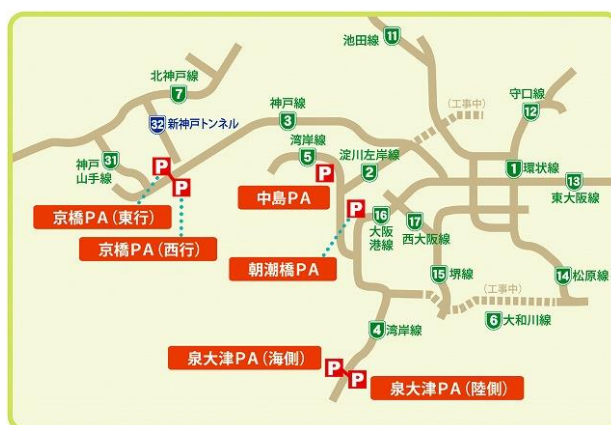 池田線
11
北神戸線
7
守口線
12
(工事中)
32
新神戸トンネル
神戸線
3
湾岸線
5
淀川左岸線
2
神戸
山手線
31
P
P
P
中島PA
1
環状線
13
東大阪線
京橋PA(東行)
P
16
大阪
港線
17
西大阪線
京橋PA(西行)
朝潮橋PA
15
堺線
(工事中)
14
松原線
6
大和川線
4
湾岸線
泉大津PA(海側)
P
P
泉大津PA(陸側)